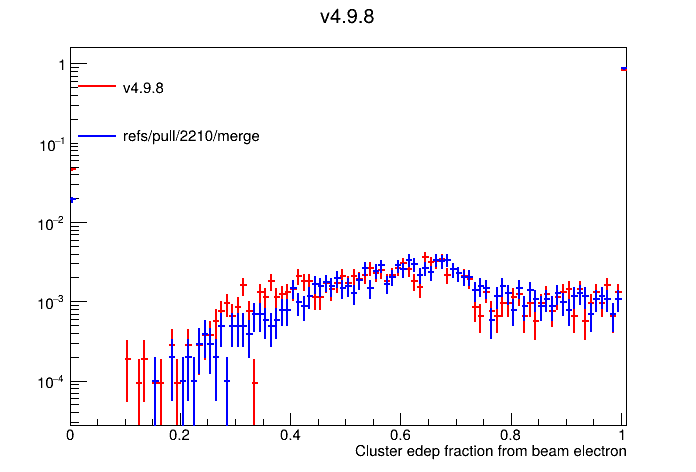 v4.9.8
1
v4.9.8
refs/pull/2210/merge
10⁻¹
10⁻²
10⁻³
10⁻⁴
0 0.2 0.4 0.6 0.8 1
Cluster edep fraction from beam electron